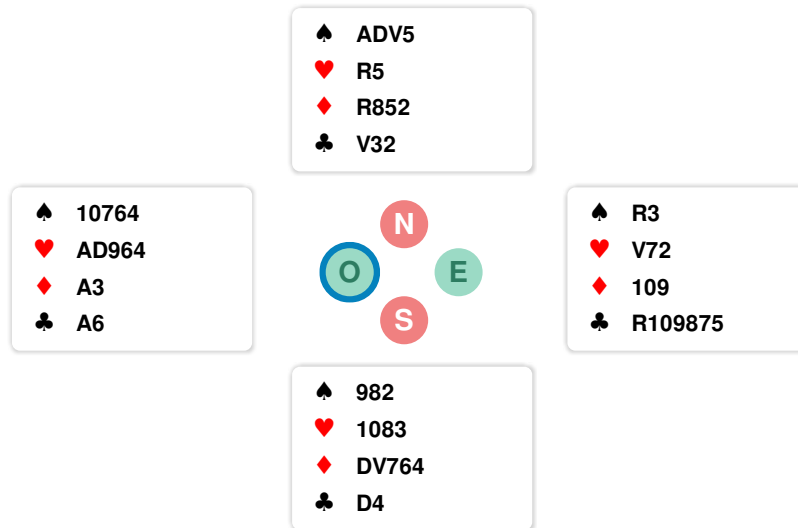 ♠ ADV5
♥ R5
♦ R852
♣ V32
♠ 10764
♥ AD964
♦ A3
♣ A6
N
O E
S
♠ R3
♥ V72
♦ 109
♣ R109875
♠ 982
♥ 1083
♦ DV764
♣ D4